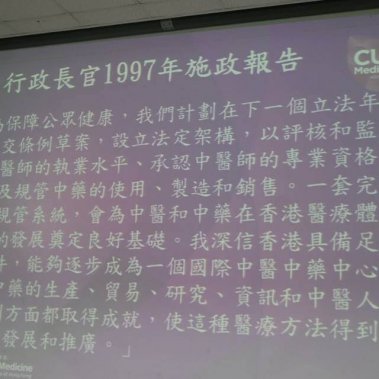 行政長官1997年施政報告
CU
Medici
保障公眾健康，我們計劃在下一個立法年
交條例草案，設立法定架構，以評核和監
醫師的執業水平、承認中醫師的專業資格
及規管中藥的使用、製造和銷售。一套完
規管系統，會為中醫和中藥在香港醫療體
的發展奠定良好基礎。我深信香港具備足
件，能夠逐步成為一個國際中醫中藥中心
中藥的生產、貿易、研究、資訊和中醫人
方面都取得成就，使這種醫療方法得到
發展和推廣。」
Medicine